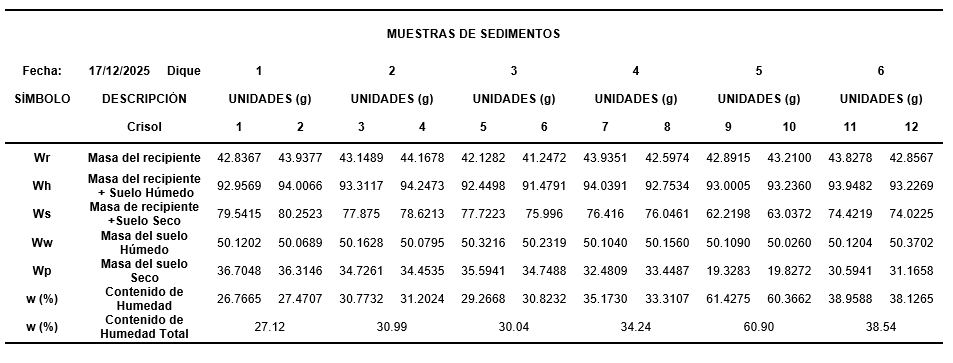 MUESTRAS DE SEDIMENTOS
Fecha: 17/12/2025 Dique 1 2 3 4 5 6
SÍMBOLO DESCRIPCIÓN UNIDADES (g) UNIDADES (g) UNIDADES (g) UNIDADES (g) UNIDADES (g) UNIDADES (g)
Crisol 1 2 3 4 5 6 7 8 9 10 11 12
Wr Masa del recipiente 42.8367 43.9377 43.1489 44.1678 42.1282 41.2472 43.9351 42.5974 42.8915 43.2100 43.8278 42.8567
Wh Masa del recipiente + Suelo Húmedo 92.9569 94.0066 93.3117 94.2473 92.4498 91.4791 94.0391 92.7534 93.0005 93.2360 93.9482 93.2269
Ws Masa de recipiente +Suelo Seco 79.5415 80.2523 77.875 78.6213 77.7223 75.996 76.416 76.0461 62.2198 63.0372 74.4219 74.0225
Ww Masa del suelo Húmedo 50.1202 50.0689 50.1628 50.0795 50.3216 50.2319 50.1040 50.1560 50.1090 50.0260 50.1204 50.3702
Wp Masa del suelo Seco 36.7048 36.3146 34.7261 34.4535 35.5941 34.7488 32.4809 33.4487 19.3283 19.8272 30.5941 31.1658
w (%) Contenido de Humedad 26.7665 27.4707 30.7732 31.2024 29.2668 30.8232 35.1730 33.3107 61.4275 60.3662 38.9588 38.1265
w (%) Contenido de Humedad Total 27.12 30.99 30.04 34.24 60.90 38.54